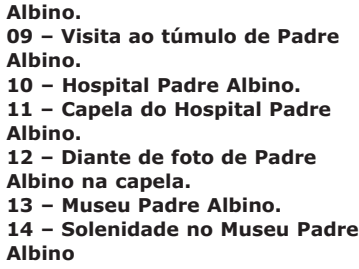 Albino.
09 – Visita ao túmulo de Padre
Albino.
10 – Hospital Padre Albino.
11 – Capela do Hospital Padre
Albino.
12 – Diante de foto de Padre
Albino na capela.
13 – Museu Padre Albino.
14 – Solenidade no Museu Padre
Albino